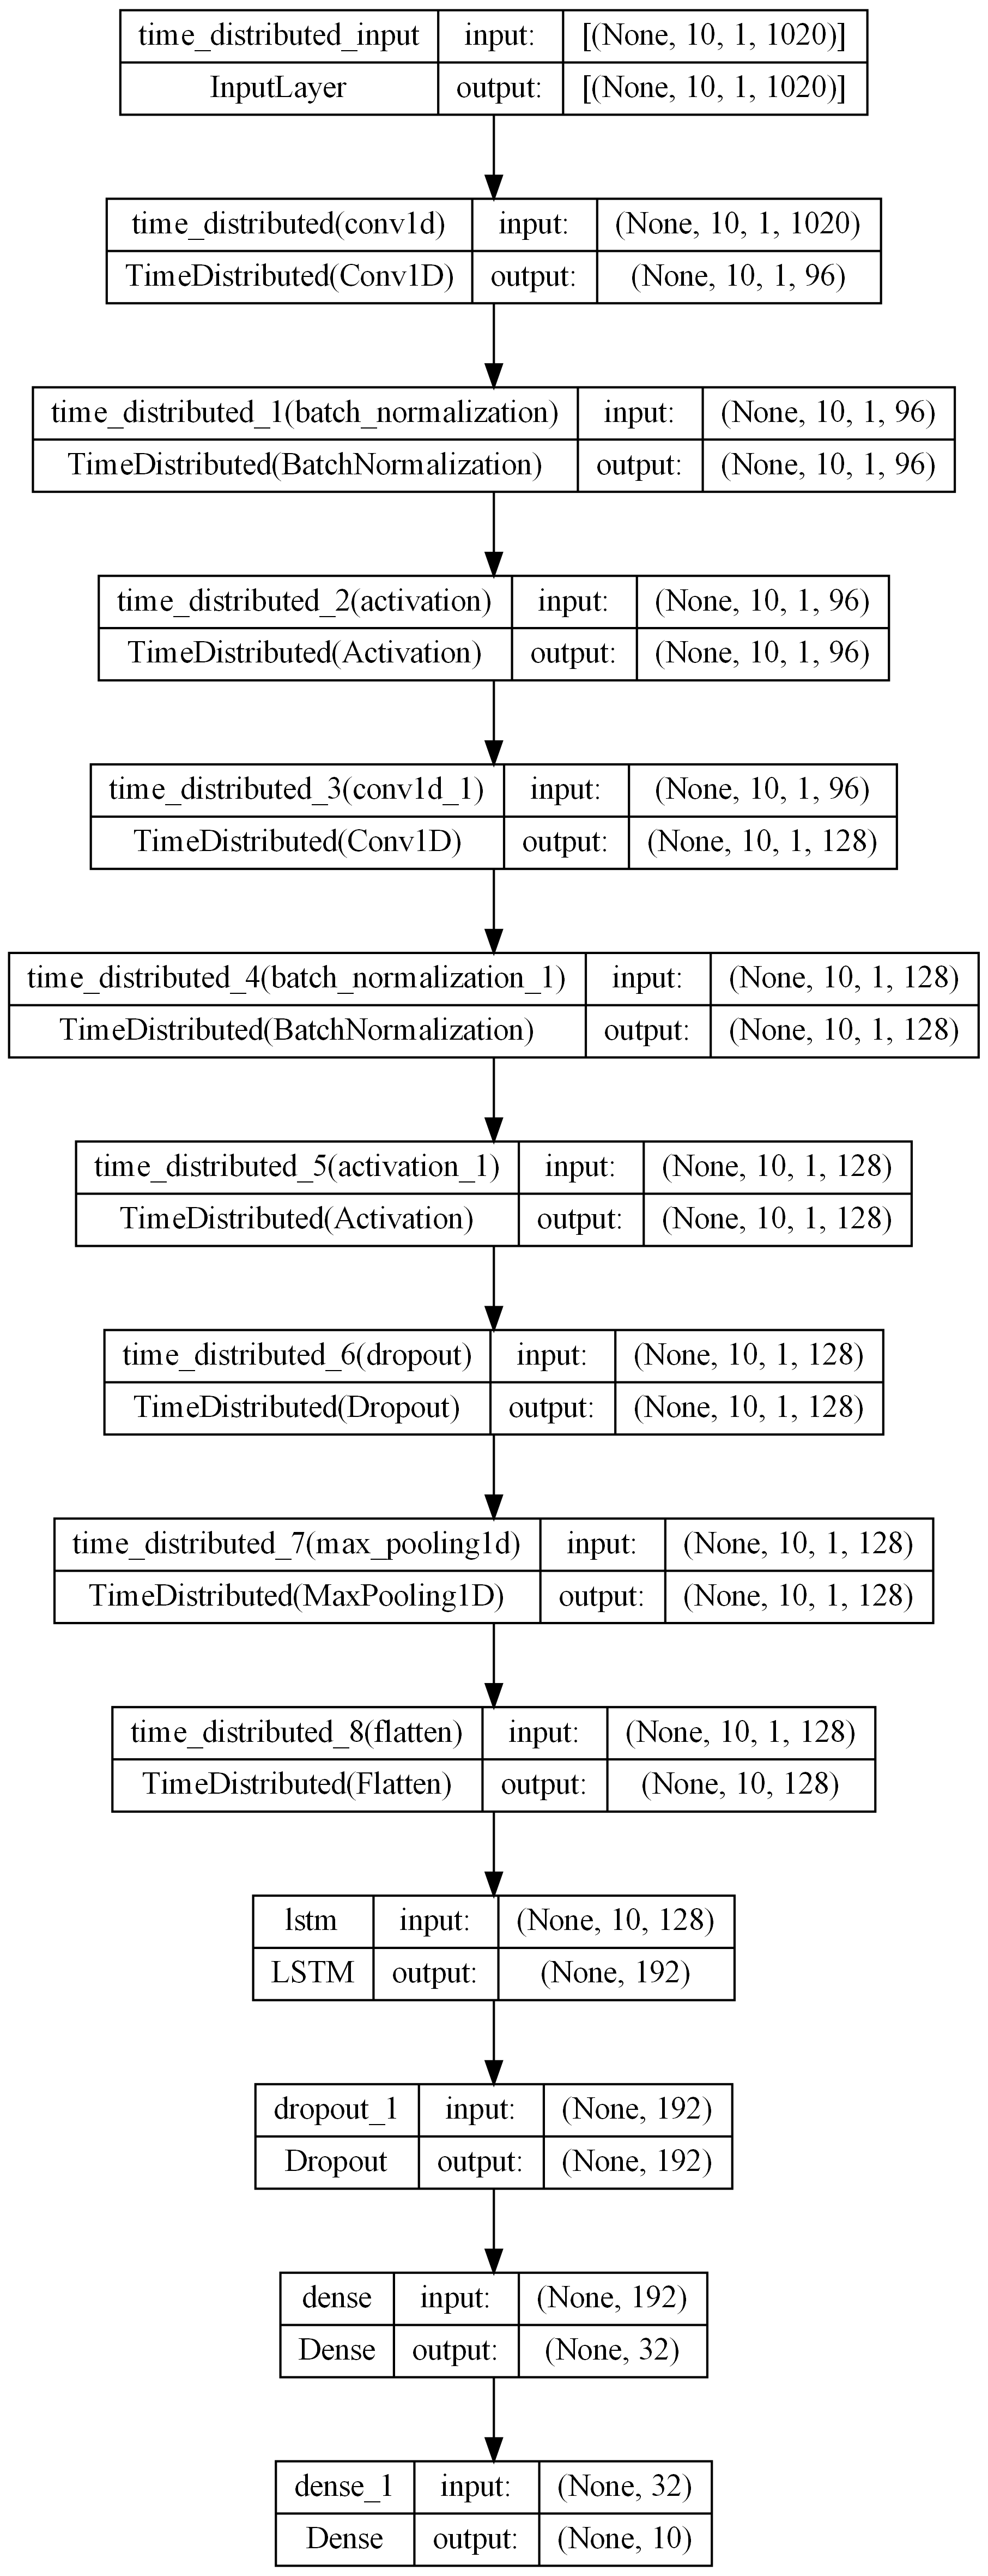 time_distributed_input input: [(None, 10, 1, 1020)]
InputLayer output: [(None, 10, 1, 1020)]
time_distributed(conv1d) input: (None, 10, 1, 1020)
TimeDistributed(Conv1D) output: (None, 10, 1, 96)
time_distributed_1(batch_normalization) input: (None, 10, 1, 96)
TimeDistributed(BatchNormalization) output: (None, 10, 1, 96)
time_distributed_2(activation) input: (None, 10, 1, 96)
TimeDistributed(Activation) output: (None, 10, 1, 96)
time_distributed_3(conv1d_1) input: (None, 10, 1, 96)
TimeDistributed(Conv1D) output: (None, 10, 1, 128)
time_distributed_4(batch_normalization_1) input: (None, 10, 1, 128)
TimeDistributed(BatchNormalization) output: (None, 10, 1, 128)
time_distributed_5(activation_1) input: (None, 10, 1, 128)
TimeDistributed(Activation) output: (None, 10, 1, 128)
time_distributed_6(dropout) input: (None, 10, 1, 128)
TimeDistributed(Dropout) output: (None, 10, 1, 128)
time_distributed_7(max_pooling1d) input: (None, 10, 1, 128)
TimeDistributed(MaxPooling1D) output: (None, 10, 1, 128)
time_distributed_8(flatten) input: (None, 10, 1, 128)
TimeDistributed(Flatten) output: (None, 10, 128)
lstm input: (None, 10, 128)
LSTM output: (None, 192)
dropout_1 input: (None, 192)
Dropout output: (None, 192)
dense input: (None, 192)
Dense output: (None, 32)
dense_1 input: (None, 32)
Dense output: (None, 10)